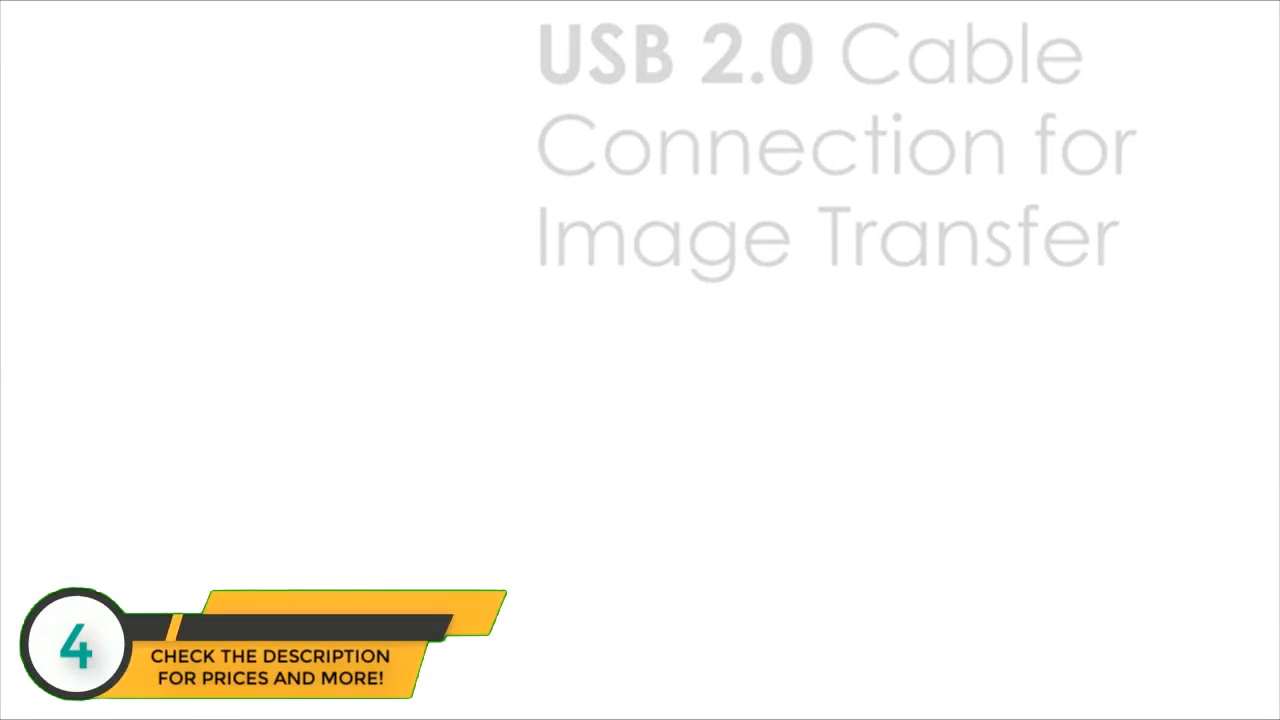 USB 2.0 Cable
Connection for
Image Transfer
4
CHECK THE DESCRIPTION
FOR PRICES AND MORE!